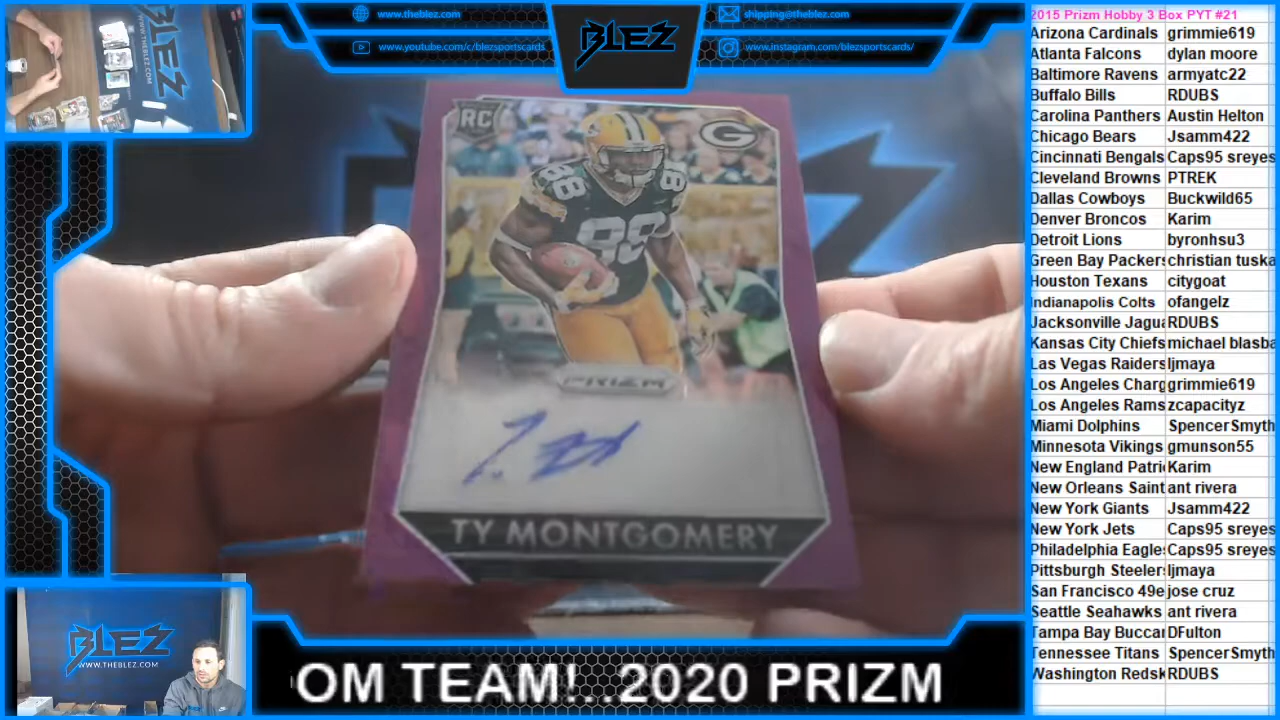 www.theblez.com
shipping@theblez.com
www.youtube.com/c/blezsportscards
www.instagram.com/blezsportscards/
BLEZ
RC
G
88
88
88
PRIZM
TY MONTGOMERY
BLEZ
WWW.THEBLEZ.COM
OM TEAM!..2020 PRIZM
2015 Prizm Hobby 3 Box PYT #21
Arizona Cardinals grimmie619
Atlanta Falcons dylan moore
Baltimore Ravens armyatc22
Buffalo Bills RDUBS
Carolina Panthers Austin Helton
Chicago Bears Jsamm422
Cincinnati Bengals Caps95 sreyes
Cleveland Browns PTREK
Dallas Cowboys Buckwild65
Denver Broncos Karim
Detroit Lions byronhsu3
Green Bay Packers christian tuska
Houston Texans citygoat
Indianapolis Colts ofangelz
Jacksonville Jagua RDUBS
Kansas City Chiefs michael blasba
Las Vegas Raiders ljmaya
Los Angeles Charg grimmie619
Los Angeles Rams zcapacityz
Miami Dolphins SpencerSmyth
Minnesota Vikings gmunson55
New England Patri Karim
New Orleans Saint ant rivera
New York Giants Jsamm422
New York Jets Caps95 sreyes
Philadelphia Eagle Caps95 sreyes
Pittsburgh Steelers ljmaya
San Francisco 49e jose cruz
Seattle Seahawks ant rivera
Tampa Bay Buccar DFulton
Tennessee Titans SpencerSmyth
Washington Redsk RDUBS